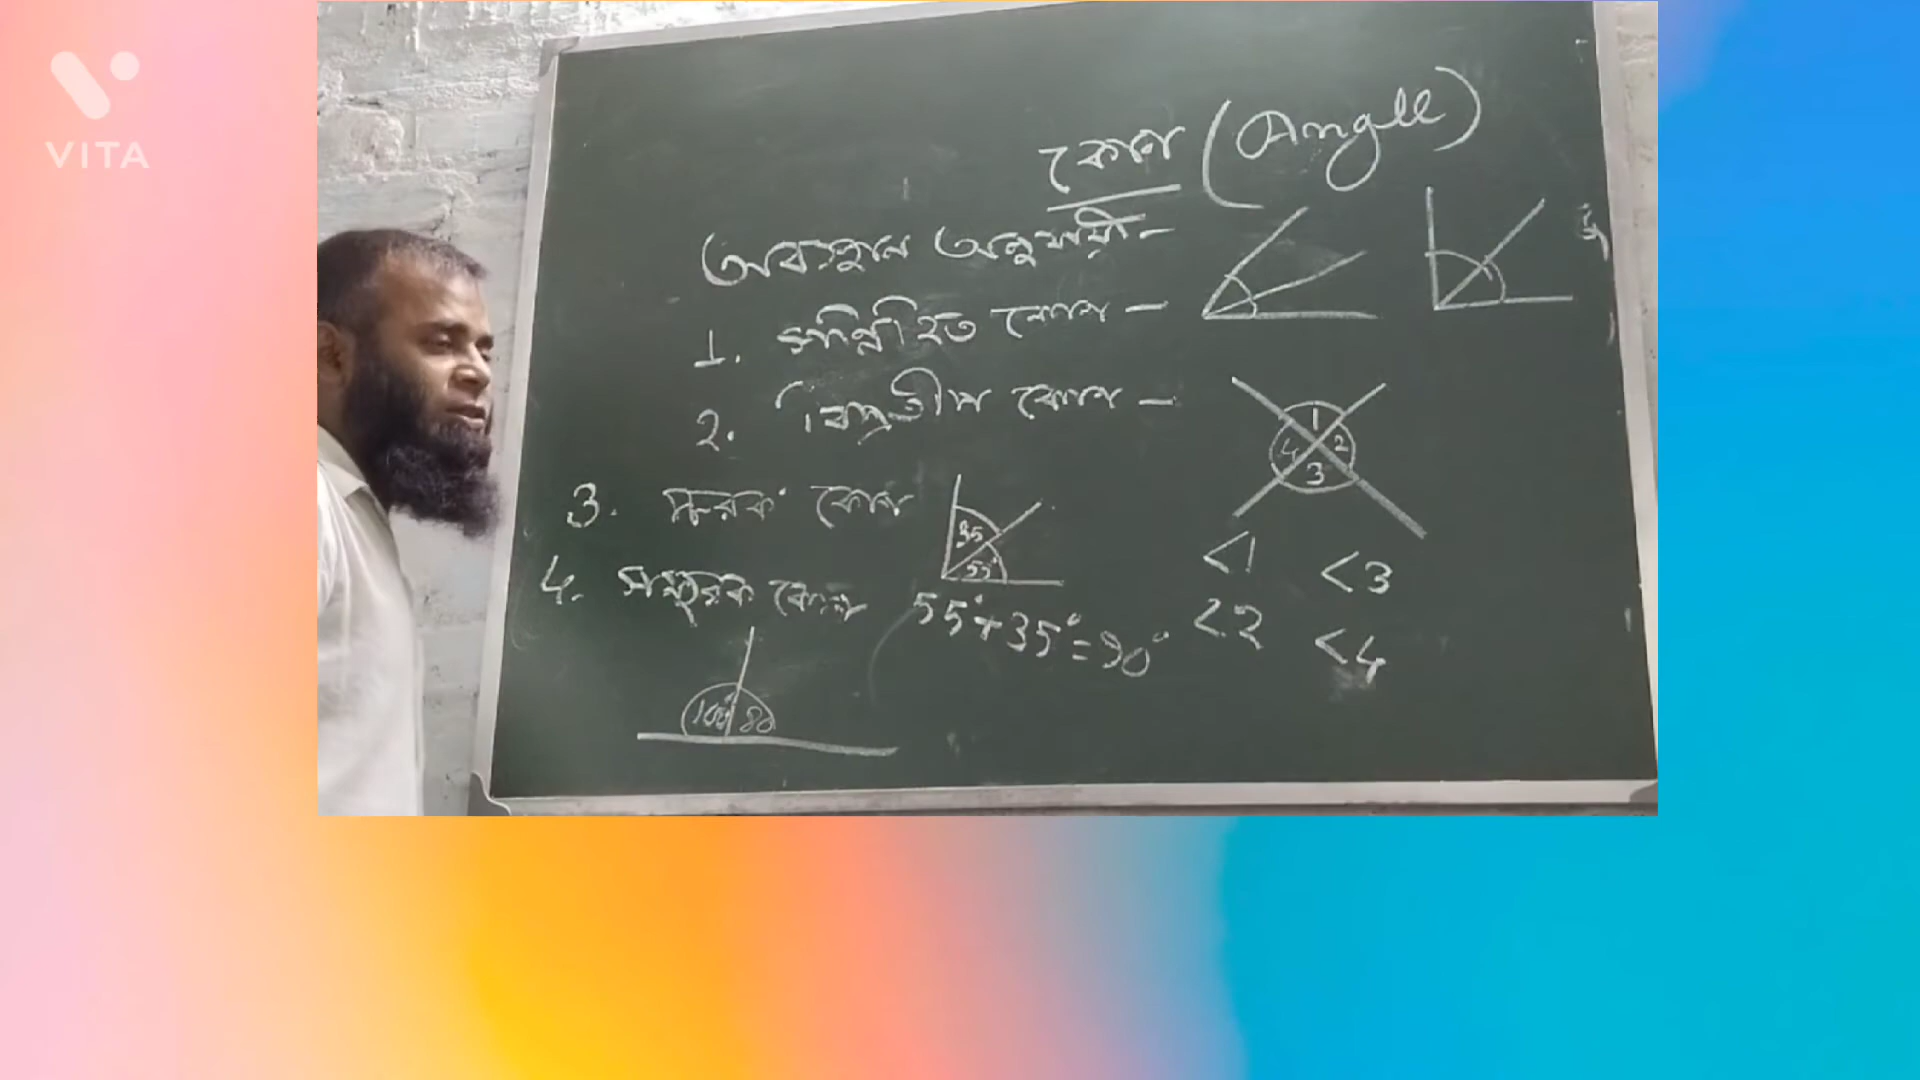 VITA
কোণ (Angle)
অবস্থান অনুযায়ী-
1. সন্নিহিত কোণ -
2. বিপ্রতীপ কোণ -
1
4 2
3
3. পূরক কোণ
35
55°
4. সম্পূরক কোণ
55°+35°=90°
<1 <3
<2 <4
100° 80